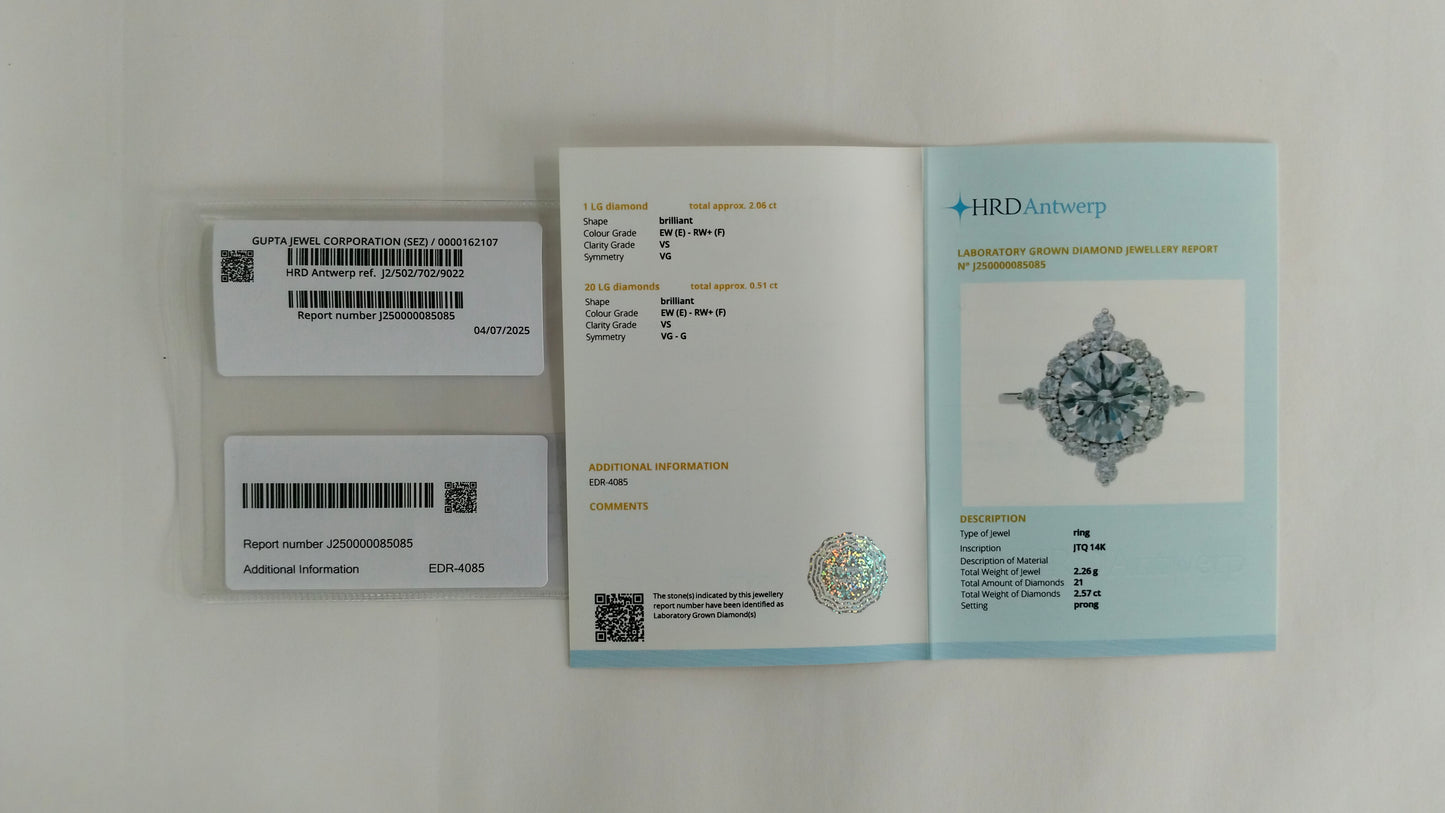 GUPTA JEWEL CORPORATION (SEZ) / 0000162107
HRD Antwerp ref. J2/502/702/9022
Report number J250000085085
04/07/2025
Report number J250000085085
Additional Information EDR-4085
1 LG diamond total approx. 2.06 ct
Shape brilliant
Colour Grade EW (E) - RW+ (F)
Clarity Grade VS
Symmetry VG
20 LG diamonds total approx. 0.51 ct
Shape brilliant
Colour Grade EW (E) - RW+ (F)
Clarity Grade VS
Symmetry VG - G
ADDITIONAL INFORMATION
EDR-4085
COMMENTS
The stone(s) indicated by this jewellery
report number have been identified as
Laboratory Grown Diamond(s)
HRD Antwerp
LABORATORY GROWN DIAMOND JEWELLERY REPORT
N° J250000085085
DESCRIPTION
Type of Jewel ring
Inscription JTQ 14K
Description of Material
Total Weight of Jewel 2.26 g
Total Amount of Diamonds 21
Total Weight of Diamonds 2.57 ct
Setting prong